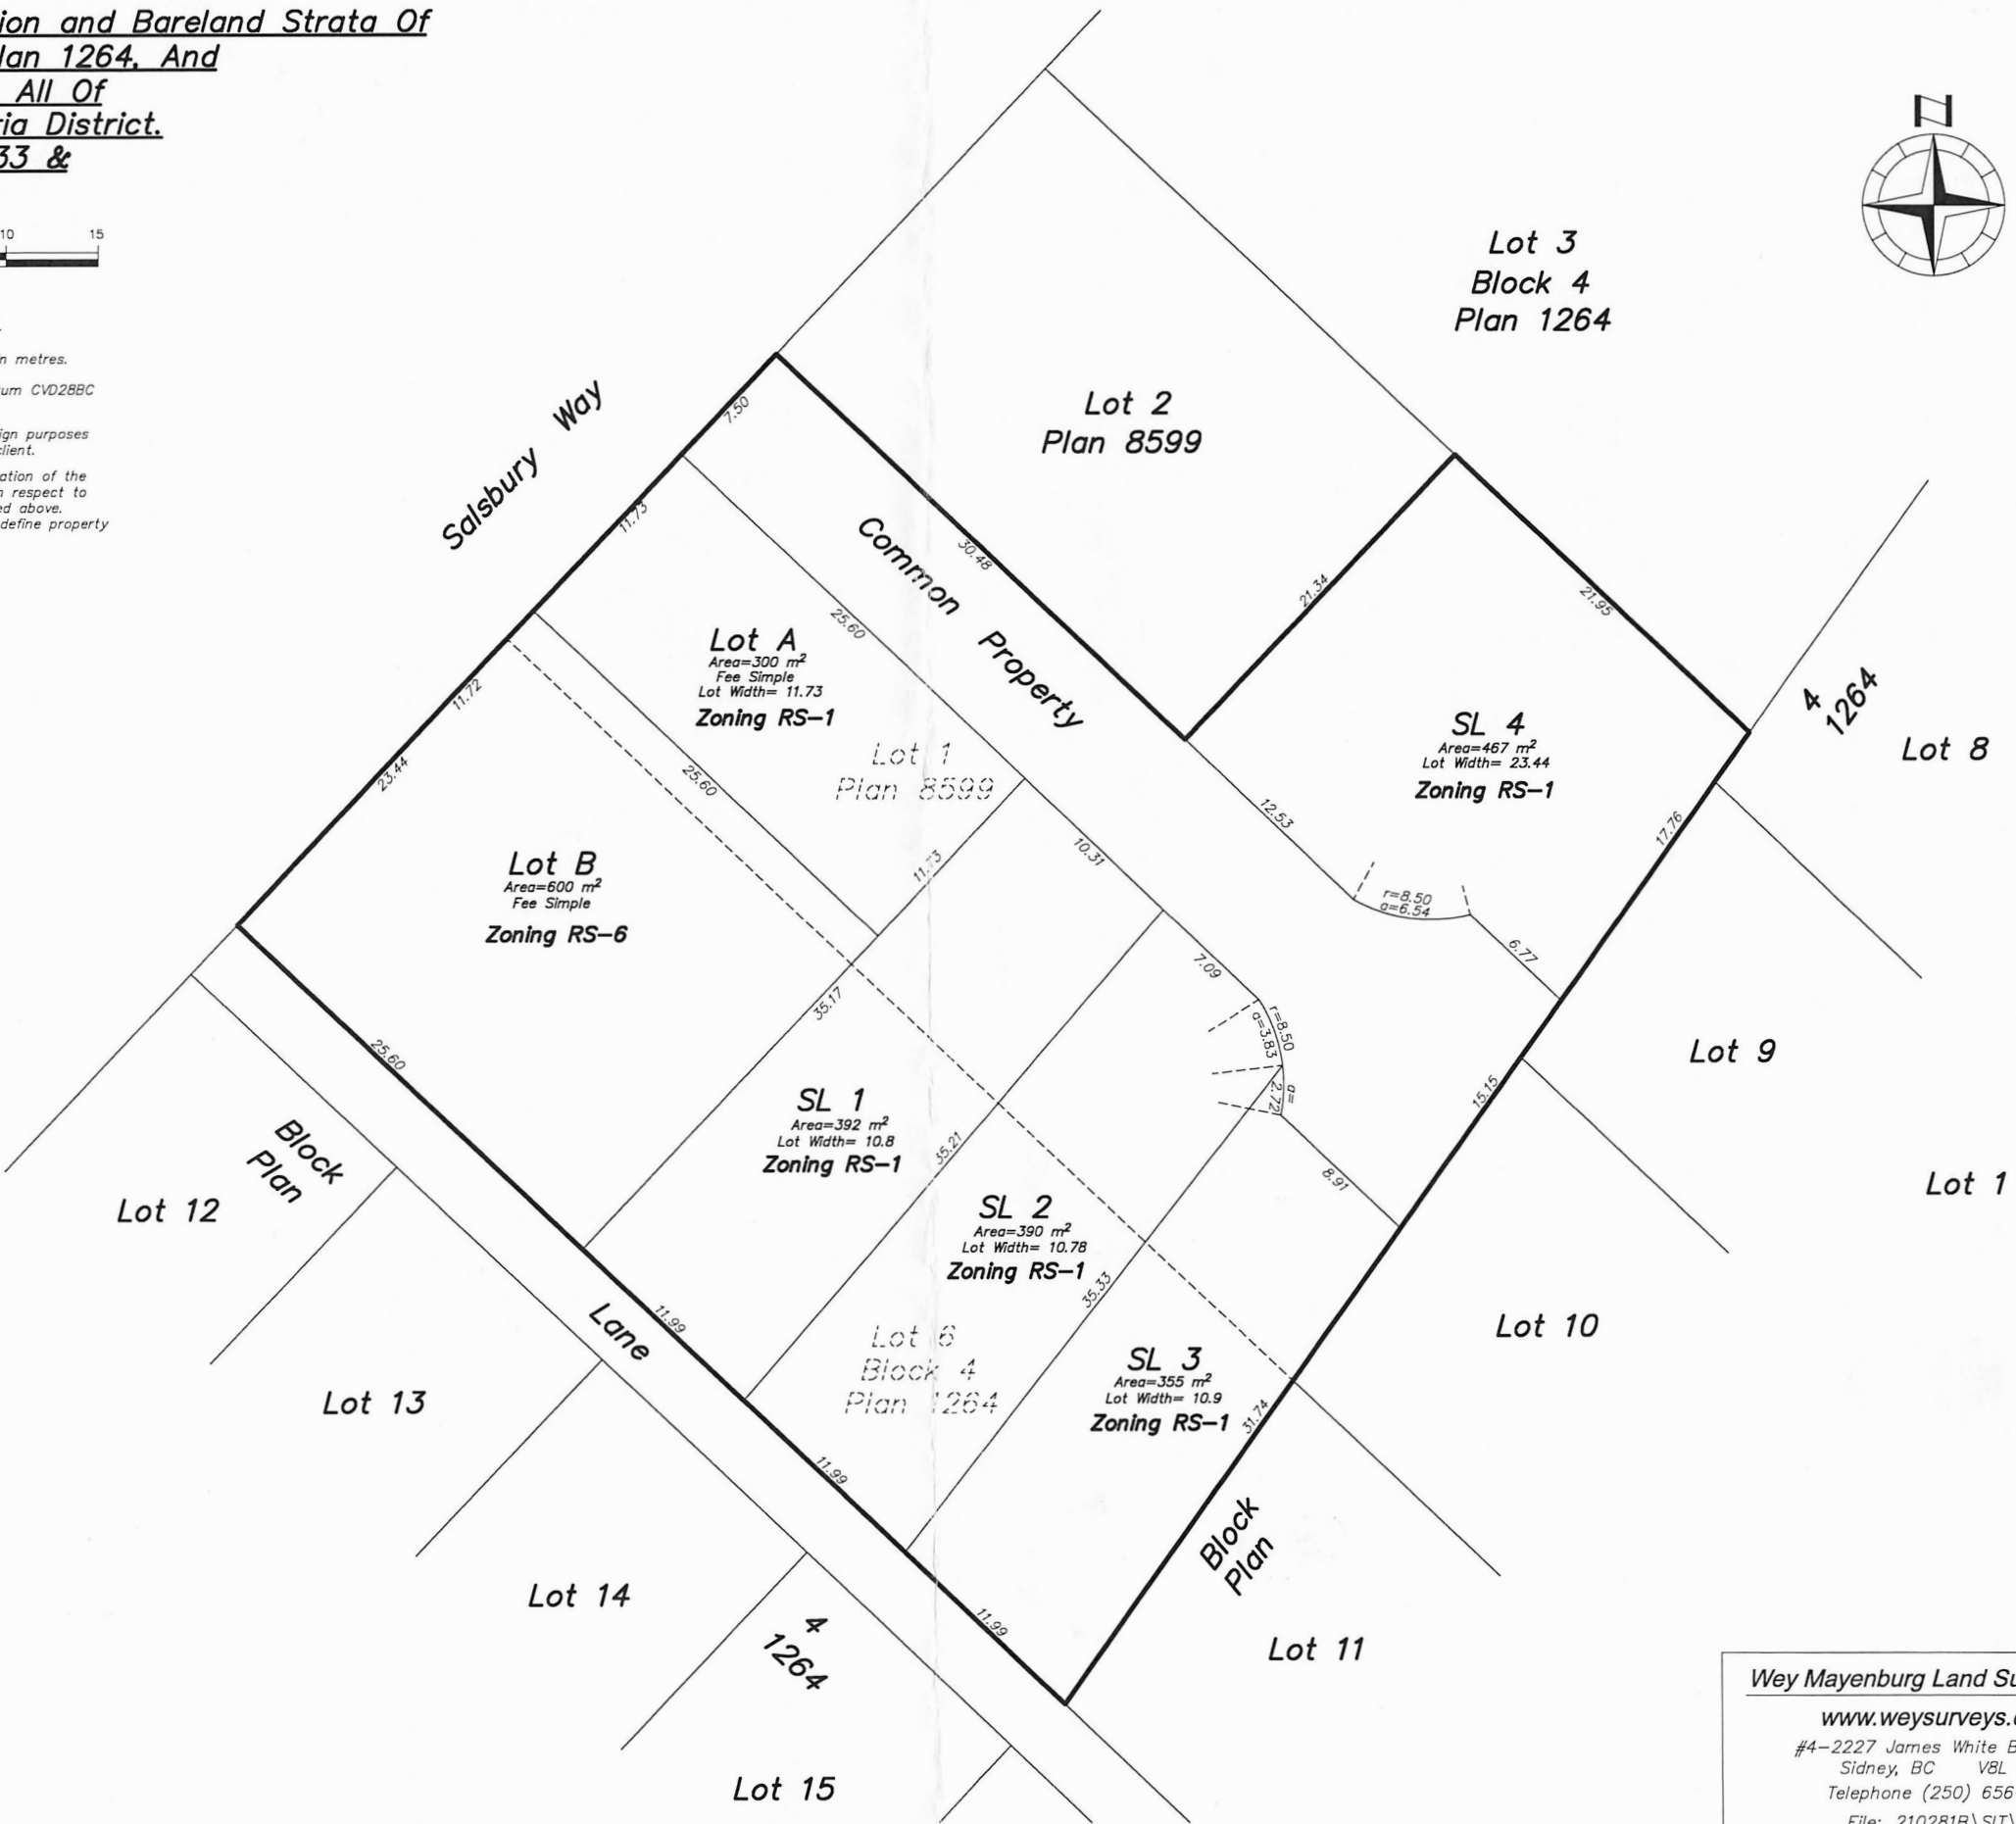 ion and Bareland Strata Of
lan 1264, And
All Of
ria District.
33 &
10 15
n metres.
um CVD28BC
ign purposes
client.
ation of the
n respect to
ed above.
define property
N
Lot 3
Block 4
Plan 1264
Lot 2
Plan 8599
Salsbury Way
7.50
11.73
30.48
Common Property
25.60
21.34
21.95
Lot A
Area=300 m²
Fee Simple
Lot Width= 11.73
Zoning RS-1
Lot 1
Plan 8599
11.72
23.44
25.60
SL 4
Area=467 m²
Lot Width= 23.44
Zoning RS-1
4
1264
Lot 8
12.53
17.76
11.73
10.31
r=8.50
a=6.54
6.77
Lot B
Area=600 m²
Fee Simple
Zoning RS-6
7.09
35.17
r=8.50
a=3.83
a=
2.72
25.60
Lot 9
15.15
SL 1
Area=392 m²
Lot Width= 10.8
Zoning RS-1
35.21
8.91
Block
Plan
Lot 12
Lot 1
SL 2
Area=390 m²
Lot Width= 10.78
Zoning RS-1
35.33
11.99
Lane
Lot 6
Block 4
Plan 1264
Lot 10
SL 3
Area=355 m²
Lot Width= 10.9
Zoning RS-1
31.74
Lot 13
11.99
Block
Plan
Lot 14
4
1264
11.99
Lot 11
Lot 15
Wey Mayenburg Land Su
www.weysurveys.
#4-2227 James White B
Sidney, BC V8L
Telephone (250) 656
File: 210281B\SIT\